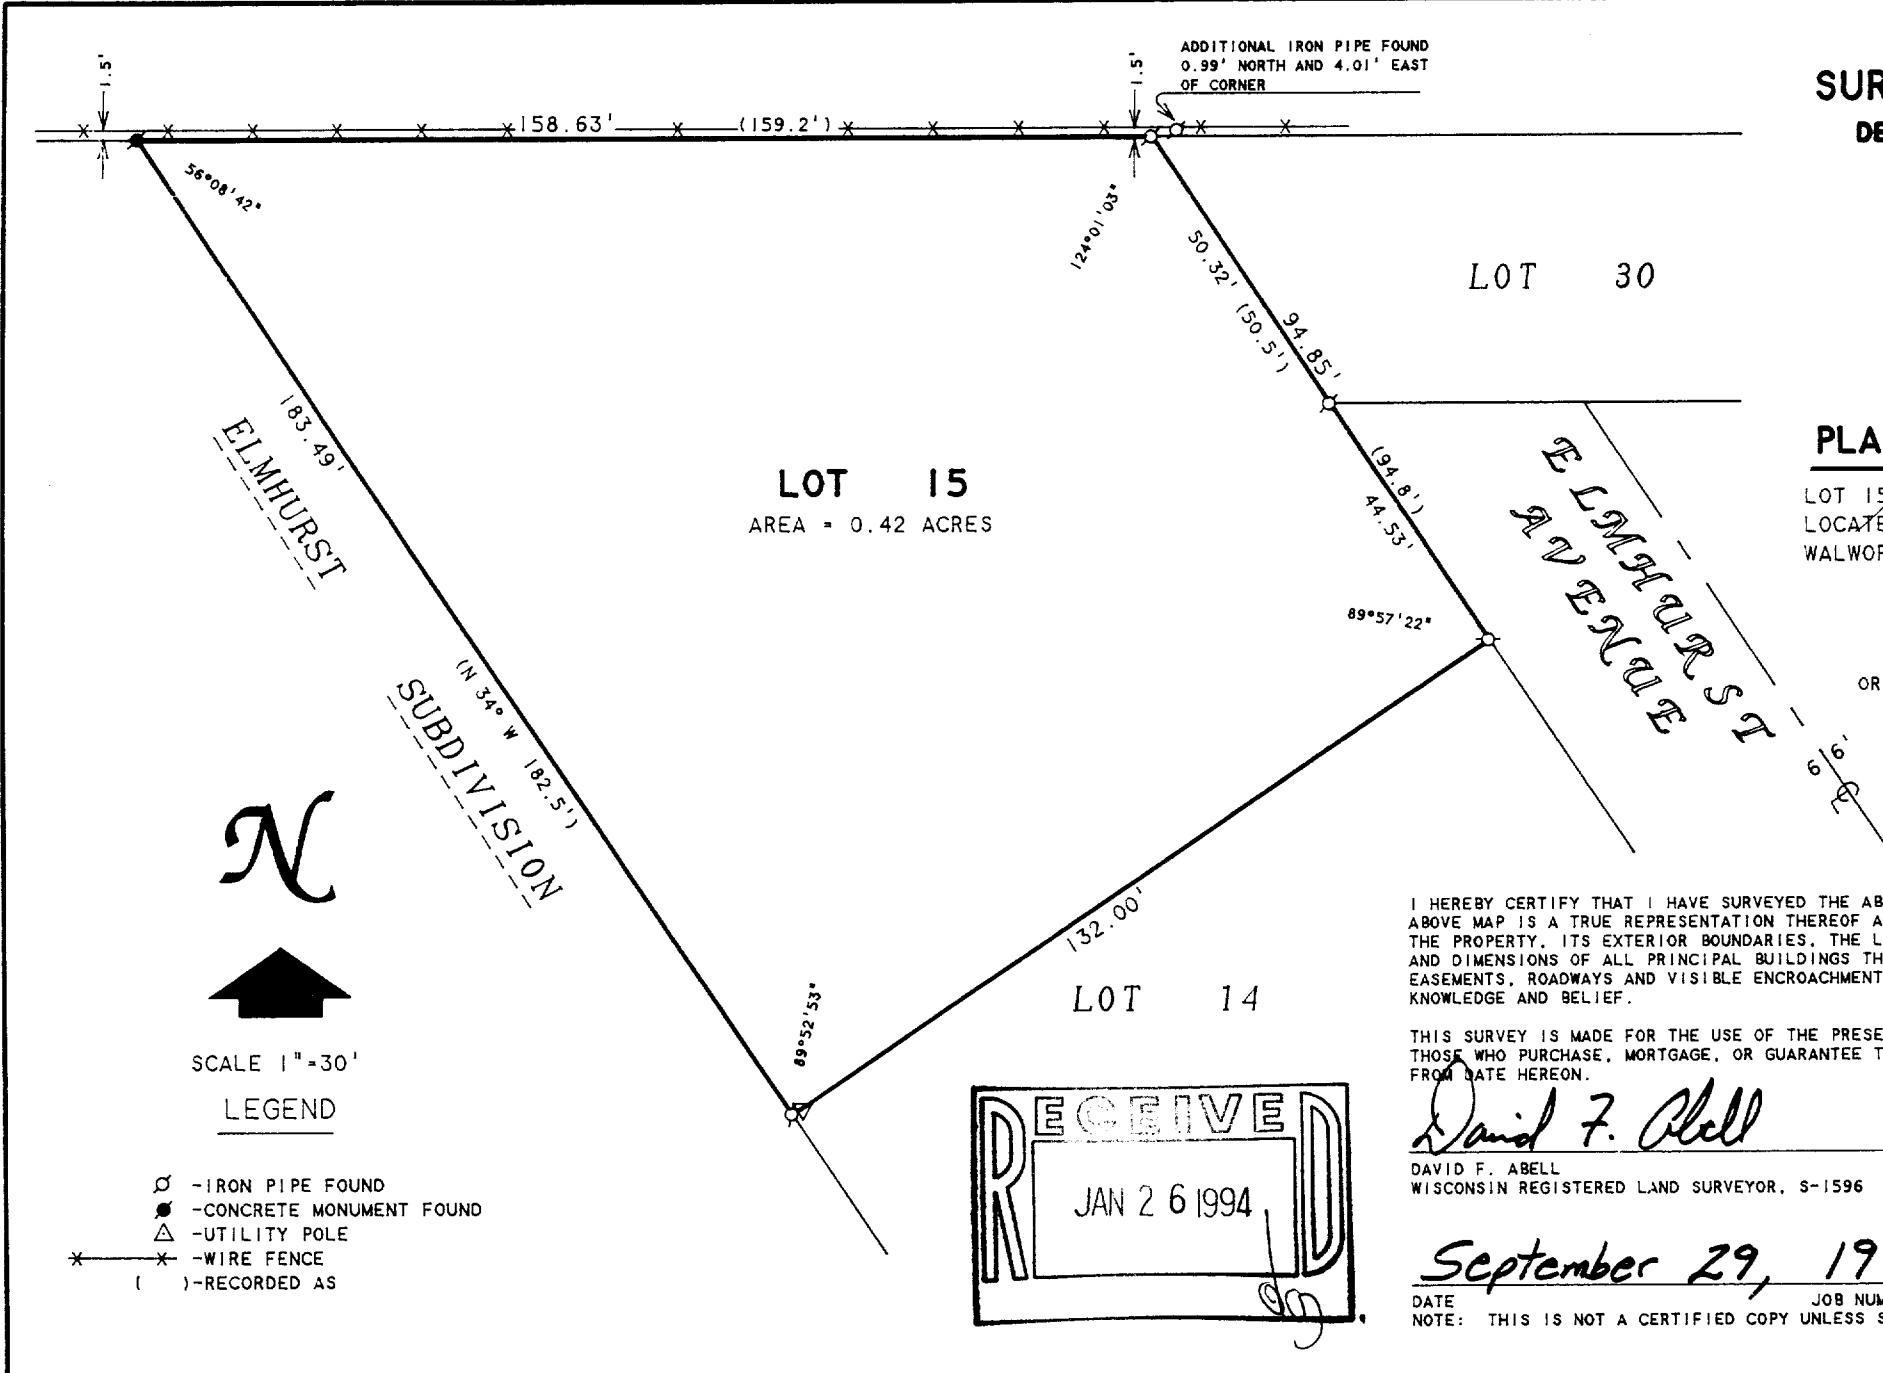 1.5'
1.5'
ADDITIONAL IRON PIPE FOUND
0.99' NORTH AND 4.01' EAST
OF CORNER
158.63'
(159.2')
56°08'42"
124°01'03"
50.32' (50.5')
94.85'
(94.8')
44.53'
89°57'22"
LOT 30
183.49'
(N 34° W 182.5')
ELMHURST
SUBDIVISION
LOT 15
AREA = 0.42 ACRES
ELMHURST
AVENUE
66'
132.00'
89°52'53"
LOT 14
SUR
DE
PLA
LOT 15
LOCATE
WALWOR
OR
N
SCALE 1"=30'
LEGEND
-IRON PIPE FOUND
-CONCRETE MONUMENT FOUND
-UTILITY POLE
-WIRE FENCE
( )-RECORDED AS
RECEIVED
JAN 26 1994
I HEREBY CERTIFY THAT I HAVE SURVEYED THE AB
ABOVE MAP IS A TRUE REPRESENTATION THEREOF A
THE PROPERTY, ITS EXTERIOR BOUNDARIES, THE L
AND DIMENSIONS OF ALL PRINCIPAL BUILDINGS TH
EASEMENTS, ROADWAYS AND VISIBLE ENCROACHMENT
KNOWLEDGE AND BELIEF.
THIS SURVEY IS MADE FOR THE USE OF THE PRESE
THOSE WHO PURCHASE, MORTGAGE, OR GUARANTEE T
FROM DATE HEREON.
David F. Abell
DAVID F. ABELL
WISCONSIN REGISTERED LAND SURVEYOR, S-1596
September 29, 19
DATE JOB NUM
NOTE: THIS IS NOT A CERTIFIED COPY UNLESS S